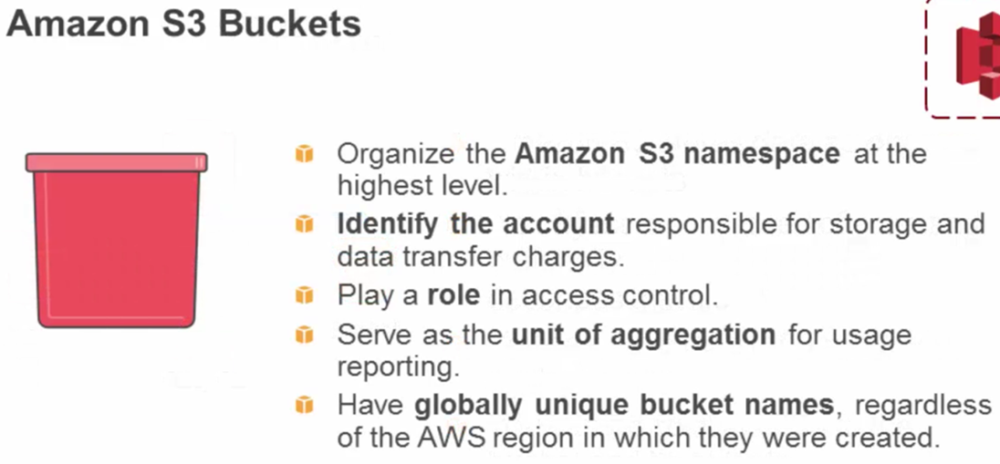 Amazon S3 Buckets
Organize the Amazon S3 namespace at the
highest level.
Identify the account responsible for storage and
data transfer charges.
Play a role in access control.
Serve as the unit of aggregation for usage
reporting.
Have globally unique bucket names, regardless
of the AWS region in which they were created.